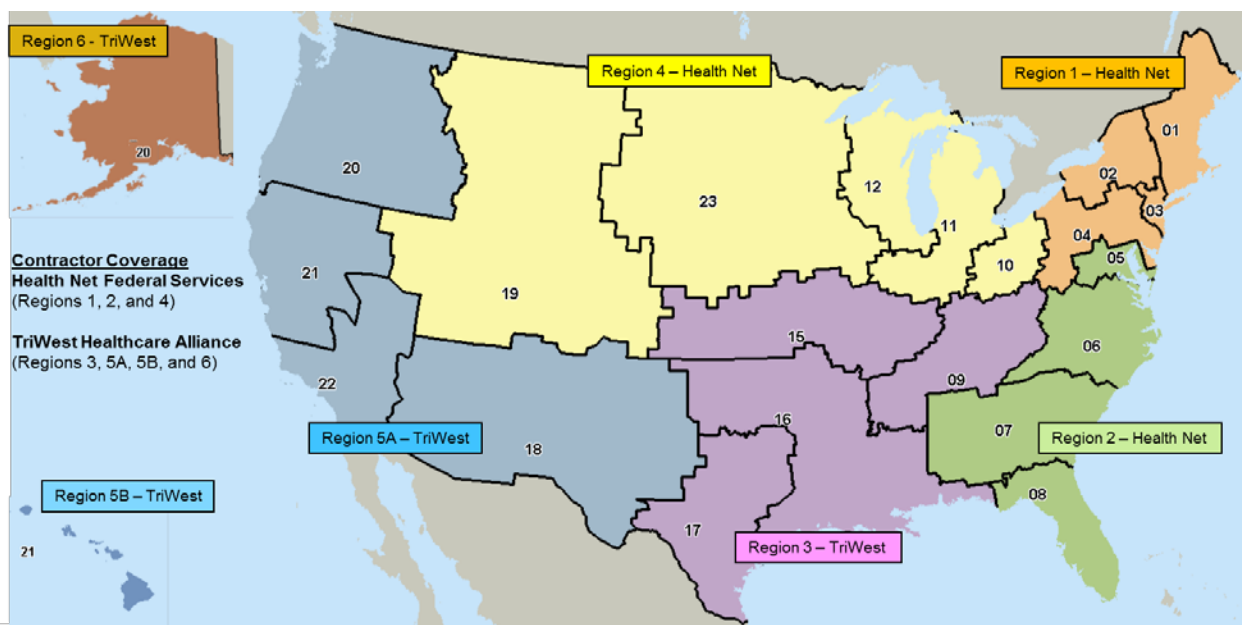 Region 6 - TriWest
Region 4 – Health Net
Region 1 – Health Net
20
01
02
20
12
23
03
11
04
05
10
Contractor Coverage
Health Net Federal Services
(Regions 1, 2, and 4)
21
19
TriWest Healthcare Alliance
(Regions 3, 5A, 5B, and 6)
15
06
22
09
16
Region 5A – TriWest
07
Region 2 – Health Net
18
Region 5B – TriWest
08
17
21
Region 3 – TriWest